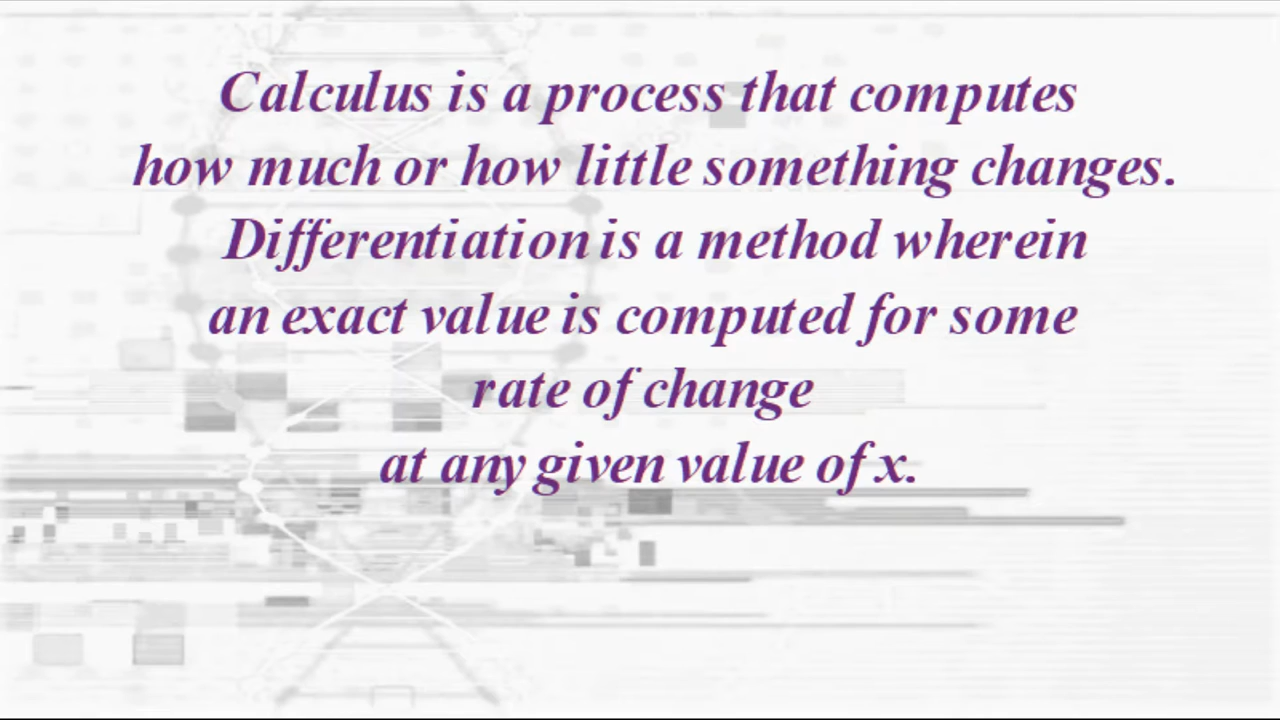 Calculus is a process that computes
how much or how little something changes.
Differentiation is a method wherein
an exact value is computed for some
rate of change
at any given value of x.